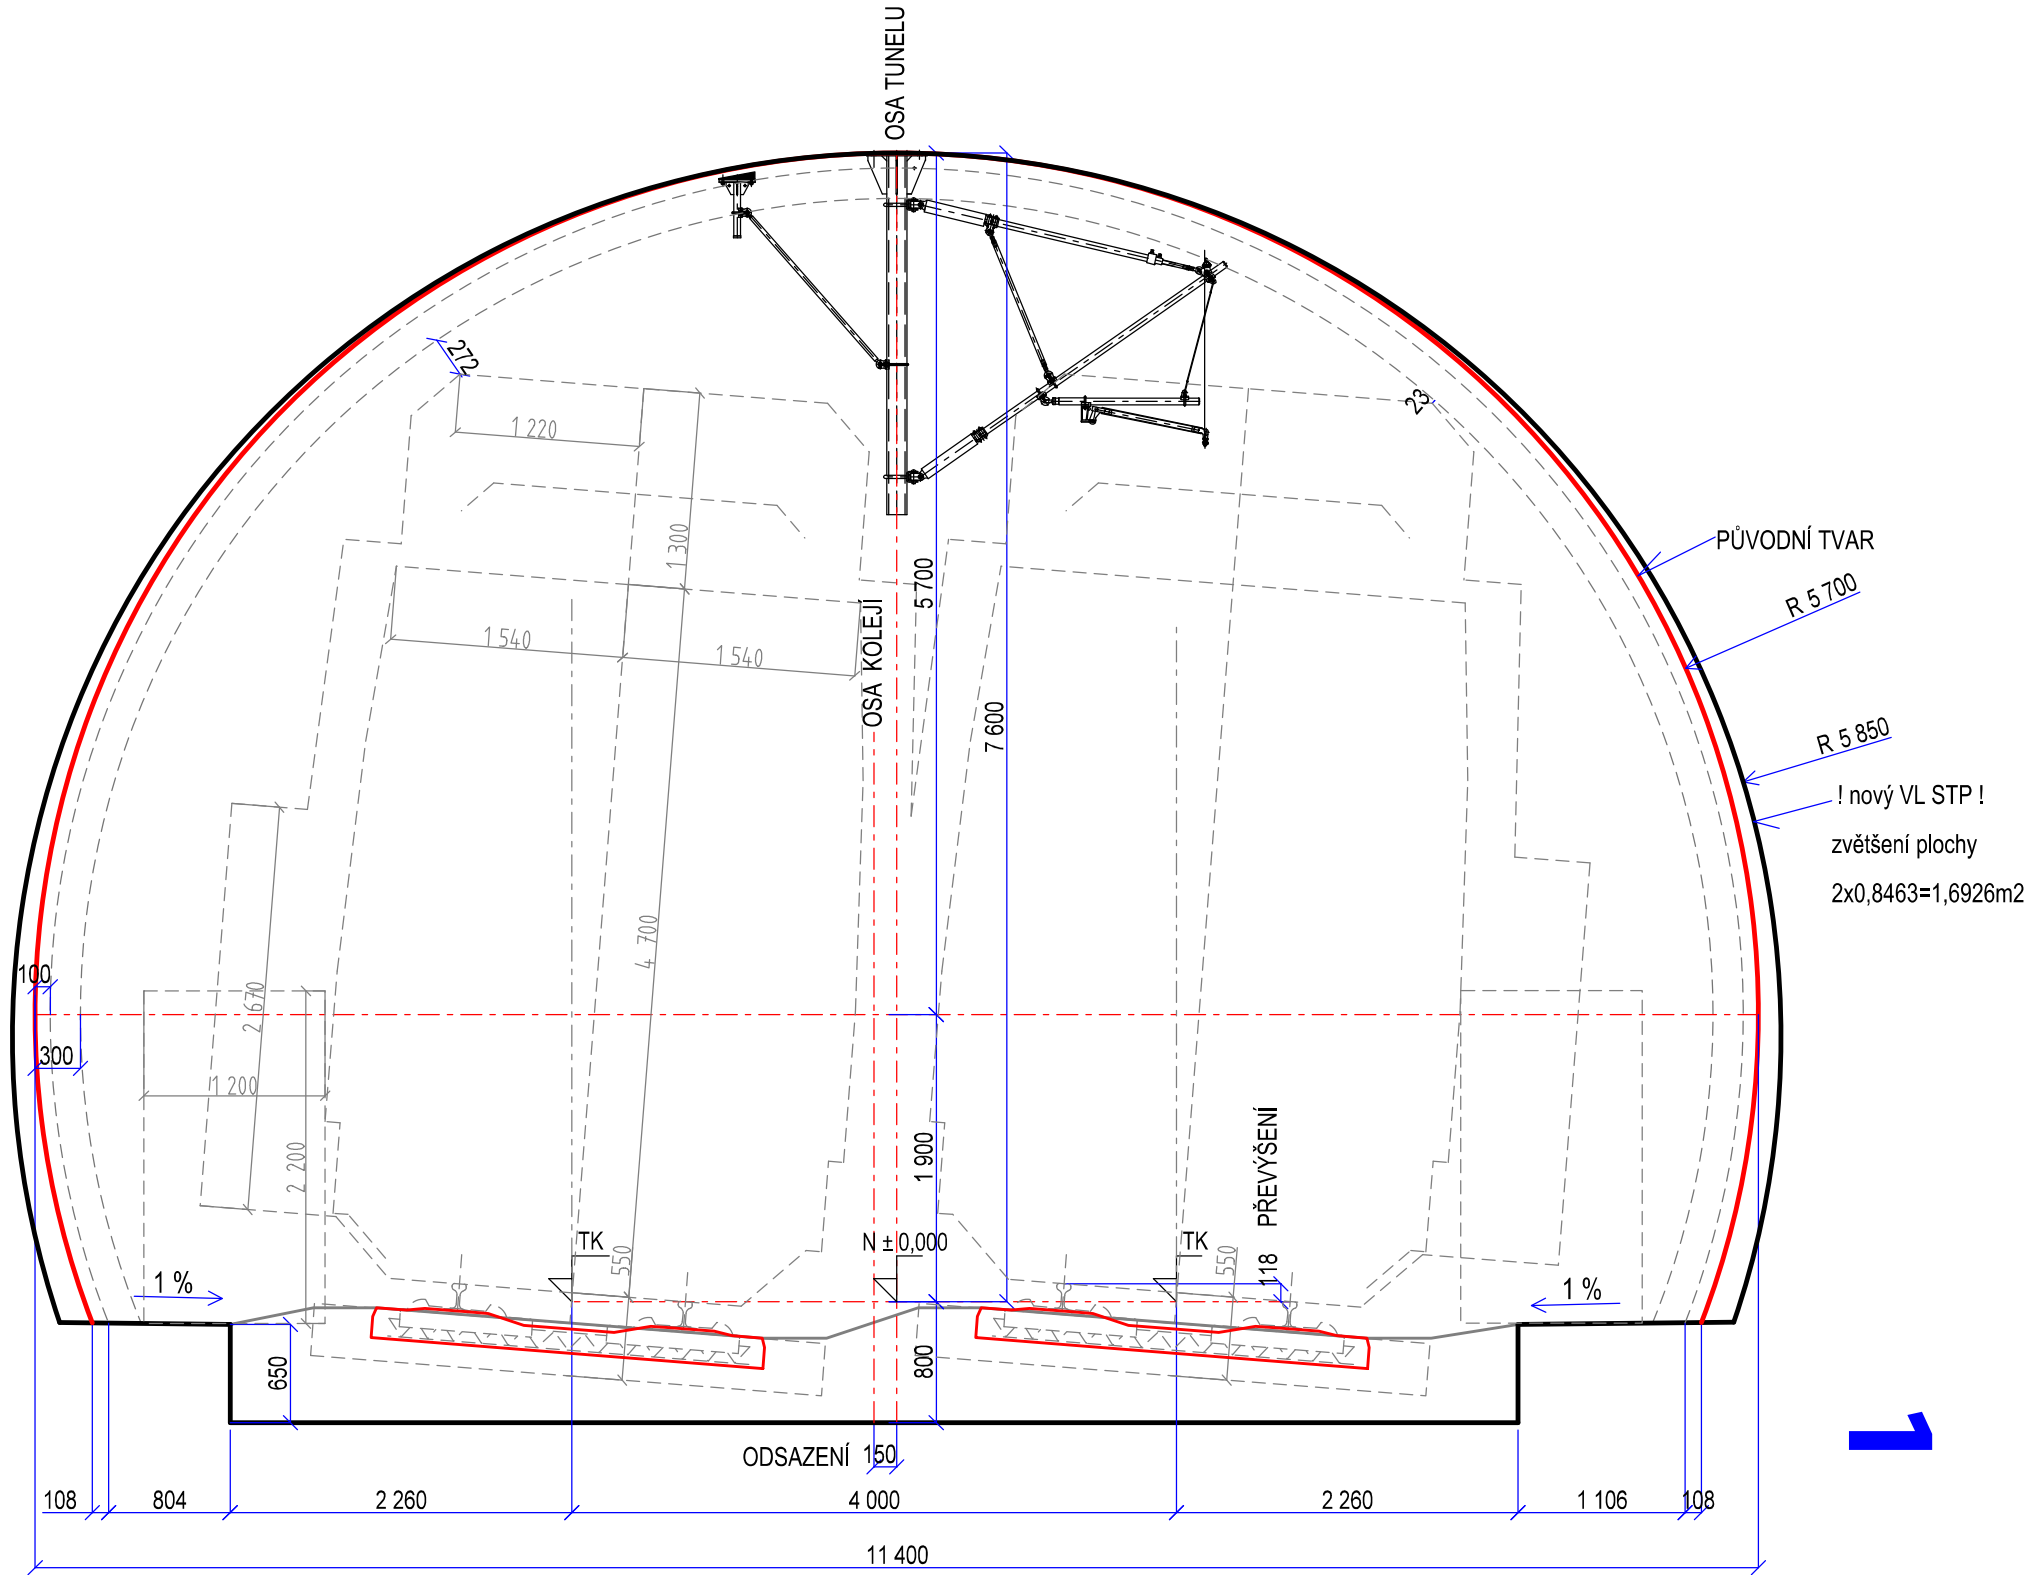 OSA TUNELU
272
1 220
23
1 300
PŮVODNÍ TVAR
5 700
R 5 700
OSA KOLEJÍ
1 540
1 540
7 600
R 5 850
! nový VL STP !
zvětšení plochy
2x0,8463=1,6926m2
4 700
100
2 670
300
1 200
2 200
1 900
118 PŘEVÝŠENÍ
TK
N ± 0,000
TK
550
550
1 %
1 %
650
800
1
ODSAZENÍ 150
108
804
2 260
4 000
2 260
1 106
108
11 400